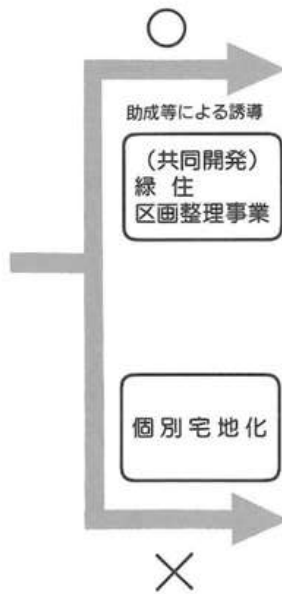 ○
助成等による誘導
（共同開発）
緑 住
区画整理事業
個別宅地化
×